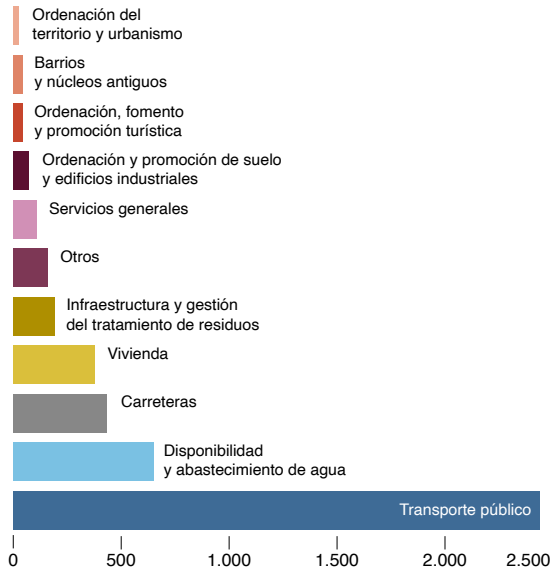 Ordenación del
territorio y urbanismo
Barrios
y núcleos antiguos
Ordenación, fomento
y promoción turística
Ordenación y promoción de suelo
y edificios industriales
Servicios generales
Otros
Infraestructura y gestión
del tratamiento de residuos
Vivienda
Carreteras
Disponibilidad
y abastecimiento de agua
Transporte público
0 500 1.000 1.500 2.000 2.500